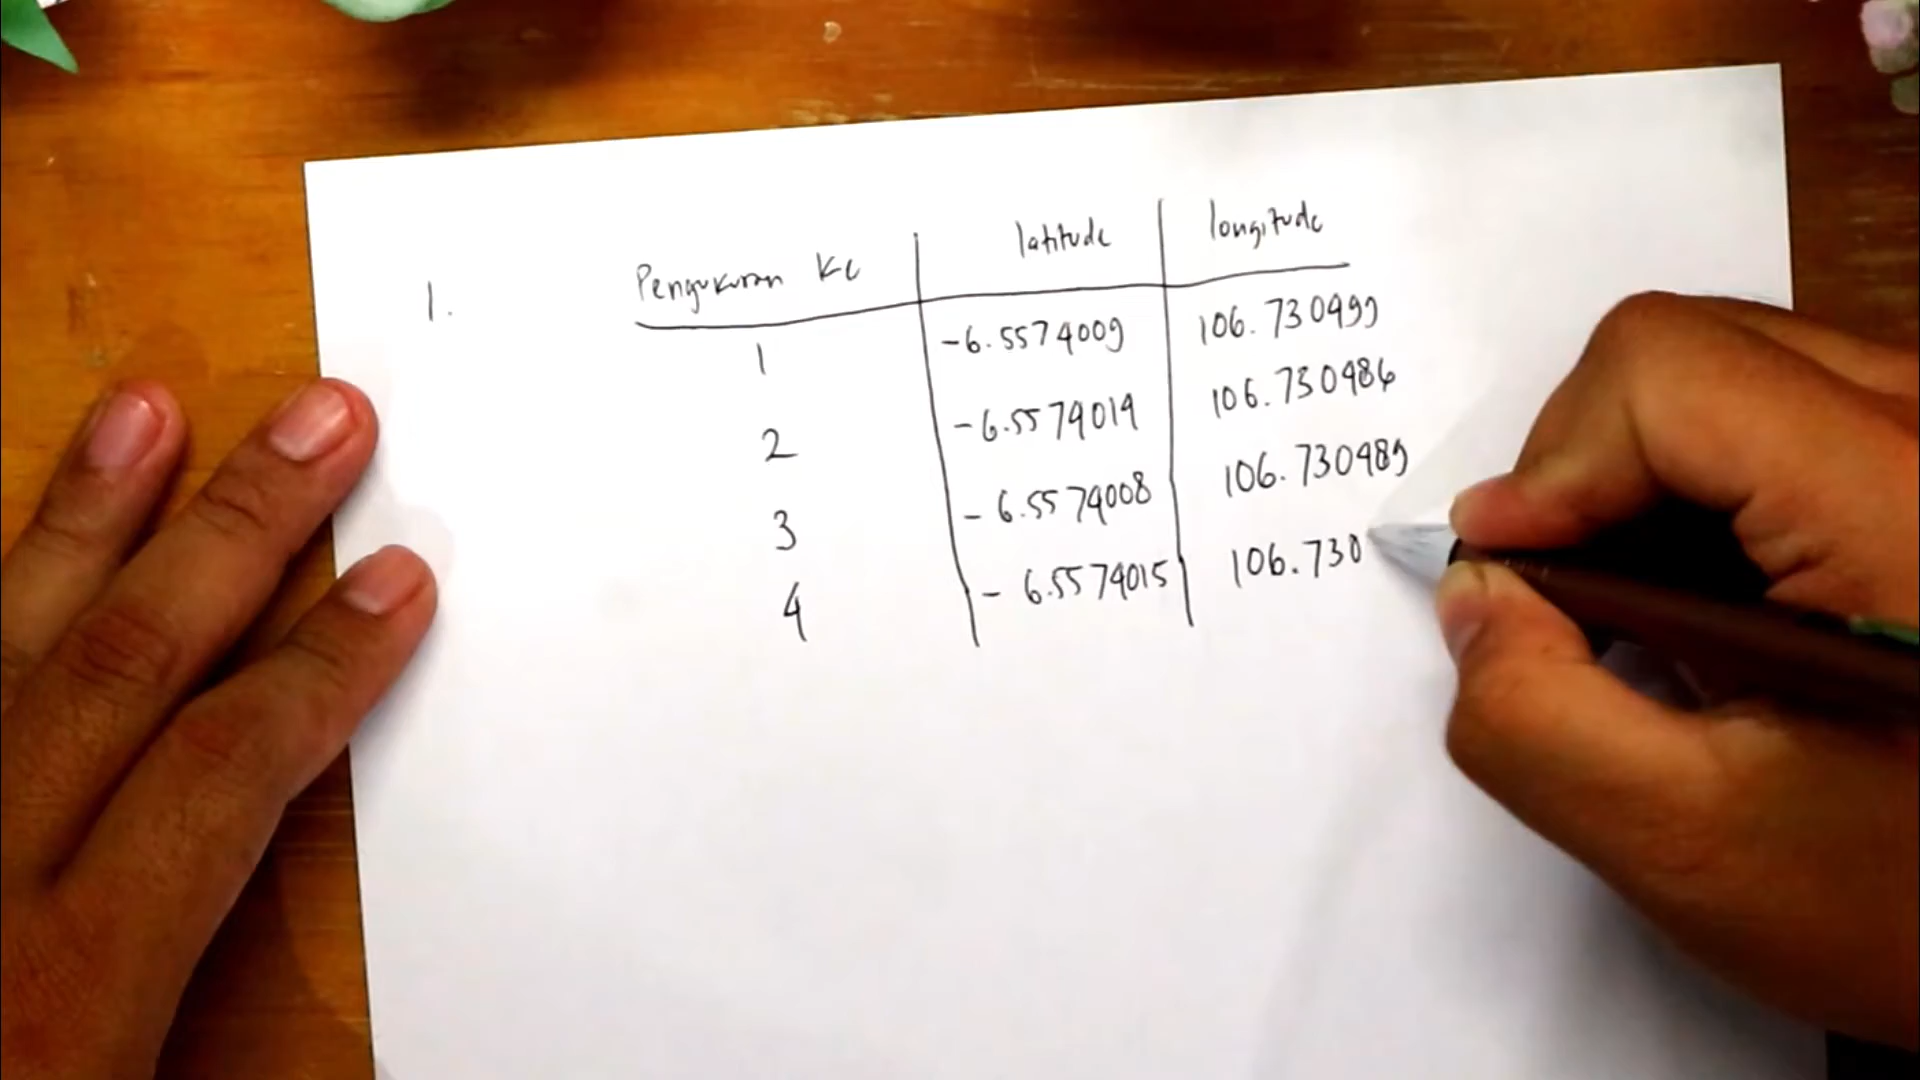 1. Pengukuran Ke latitude longitude
1 -6.5574009 106.730499
2 -6.5574014 106.730486
3 -6.5574008 106.730489
4 -6.5574015 106.730